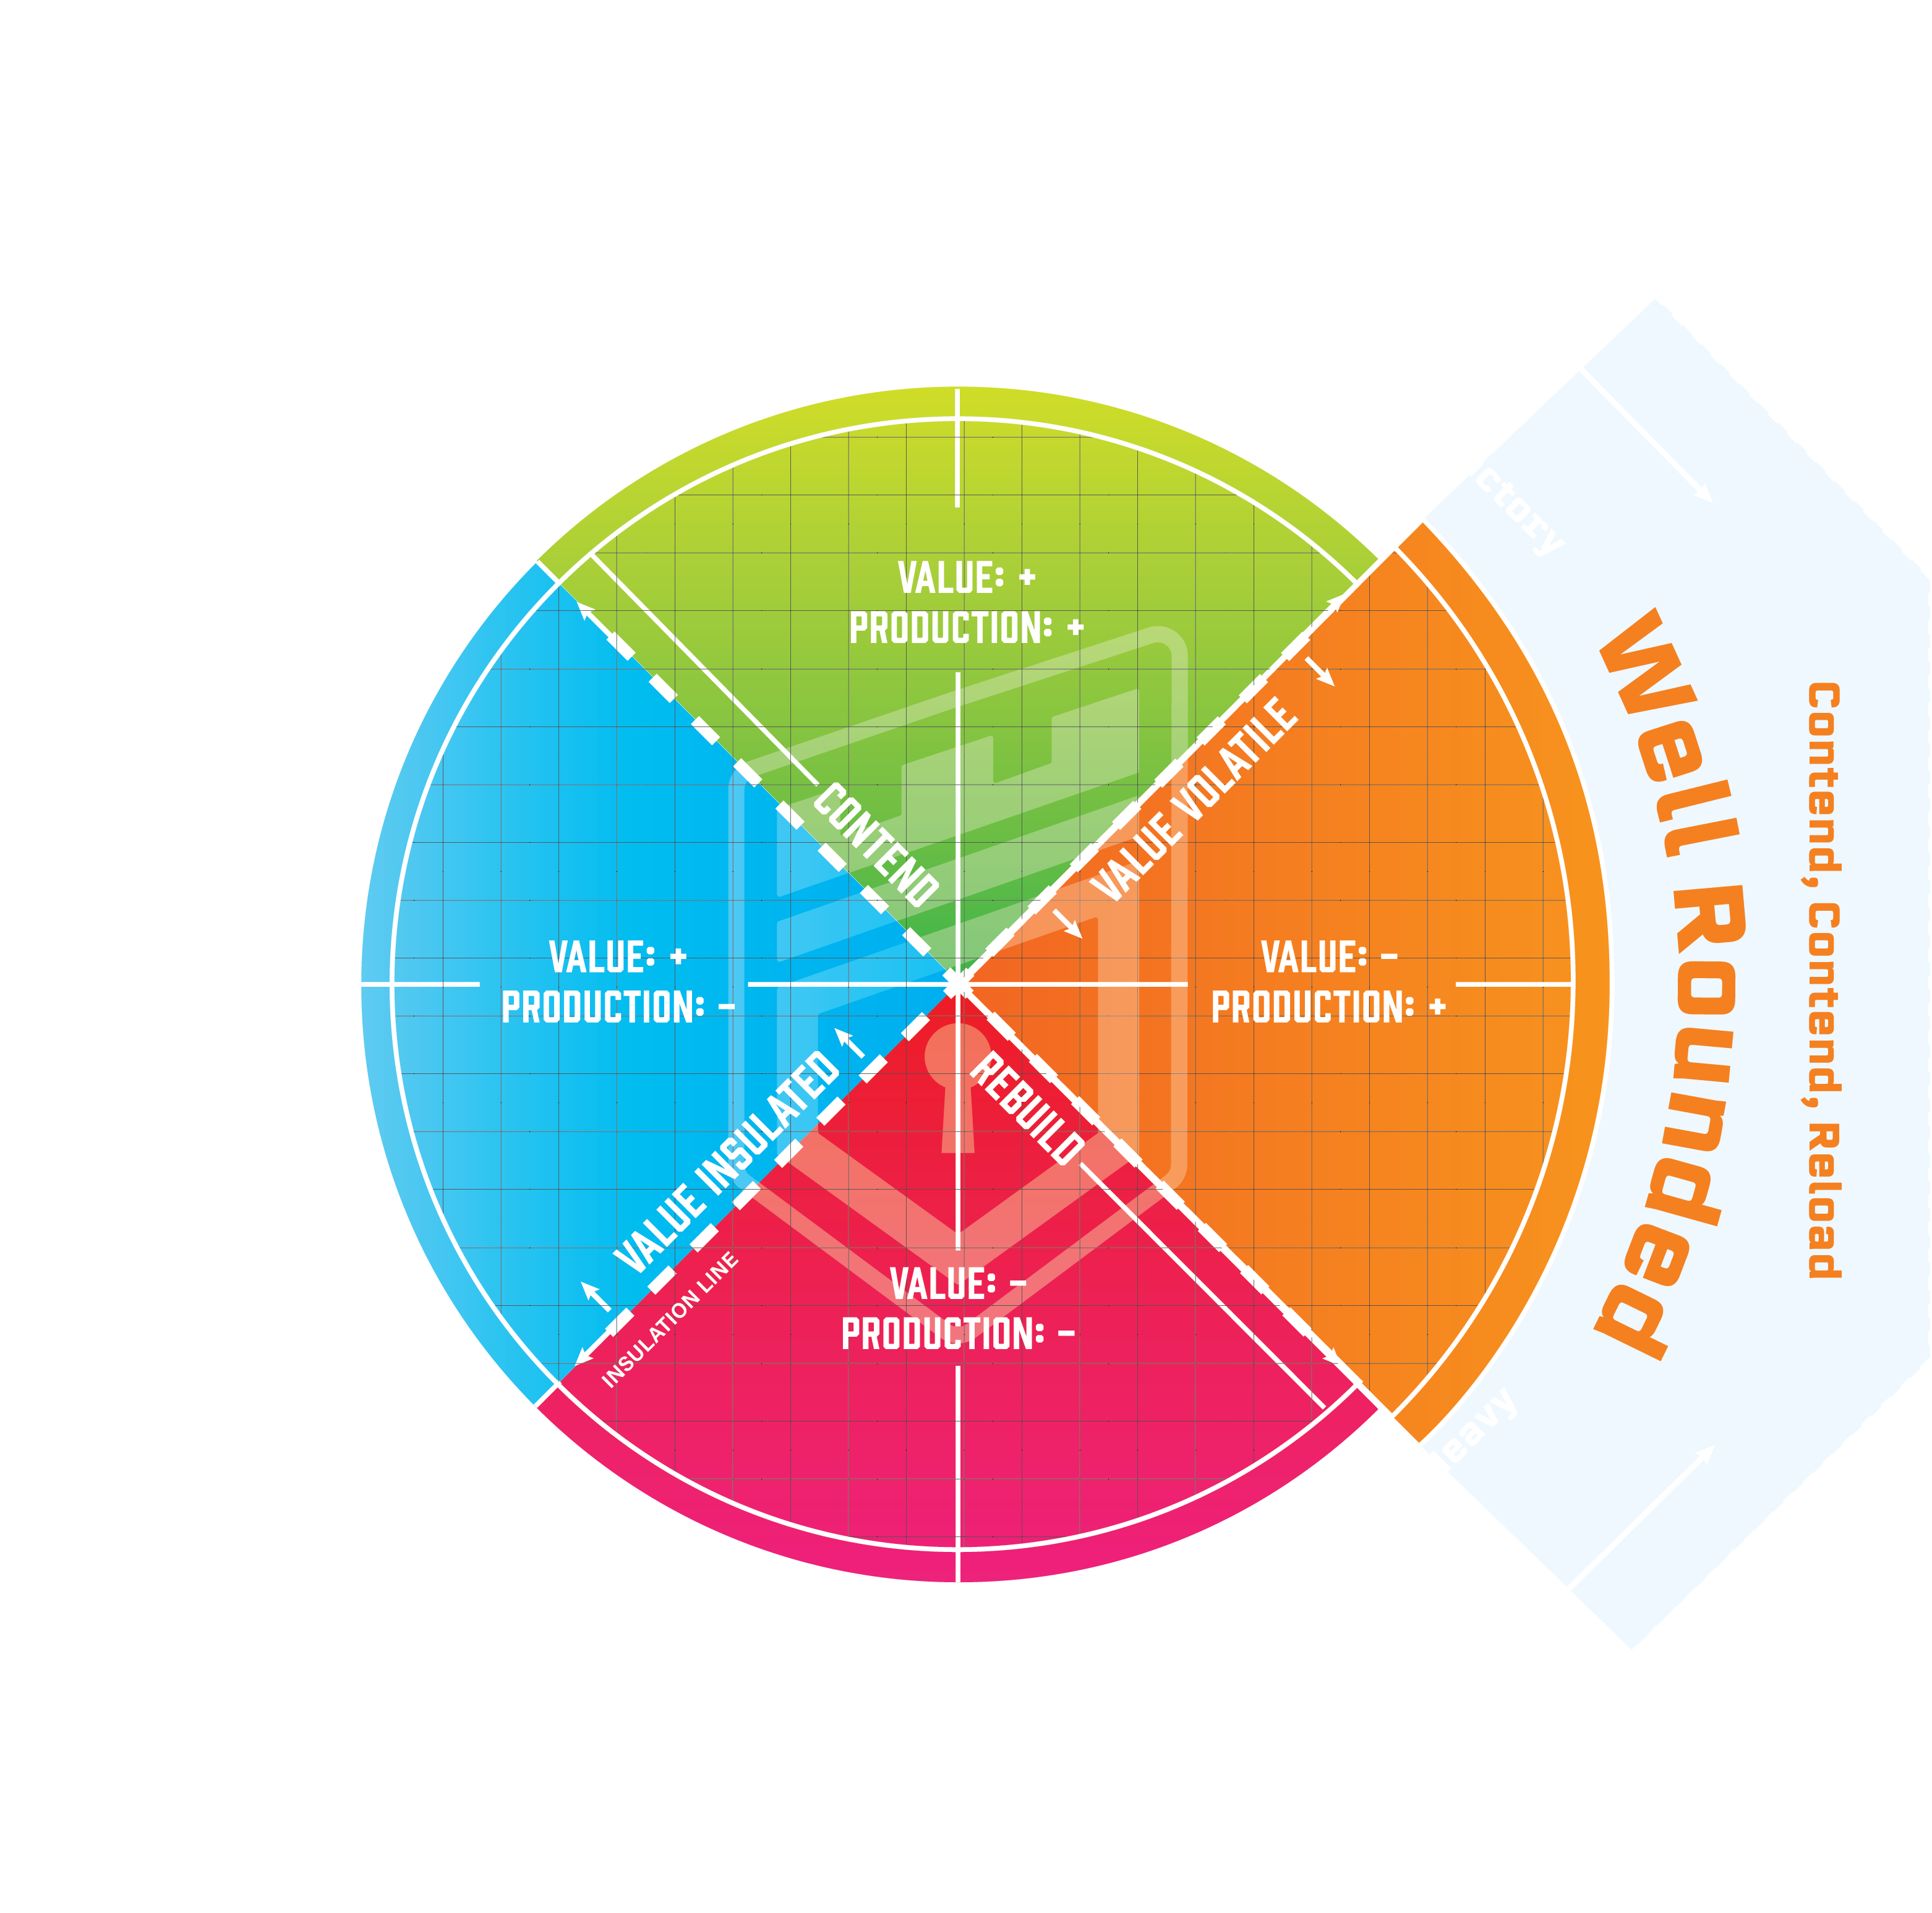 VALUE: +
PRODUCTION: +
CONTEND
VALUE VOLATILE
VALUE: +
PRODUCTION: -
VALUE: -
PRODUCTION: +
VALUE INSULATED
INSULATION LINE
REBUILD
VALUE: -
PRODUCTION: -
ctory
eavy
Well Rounded
Contend, Contend, Reload